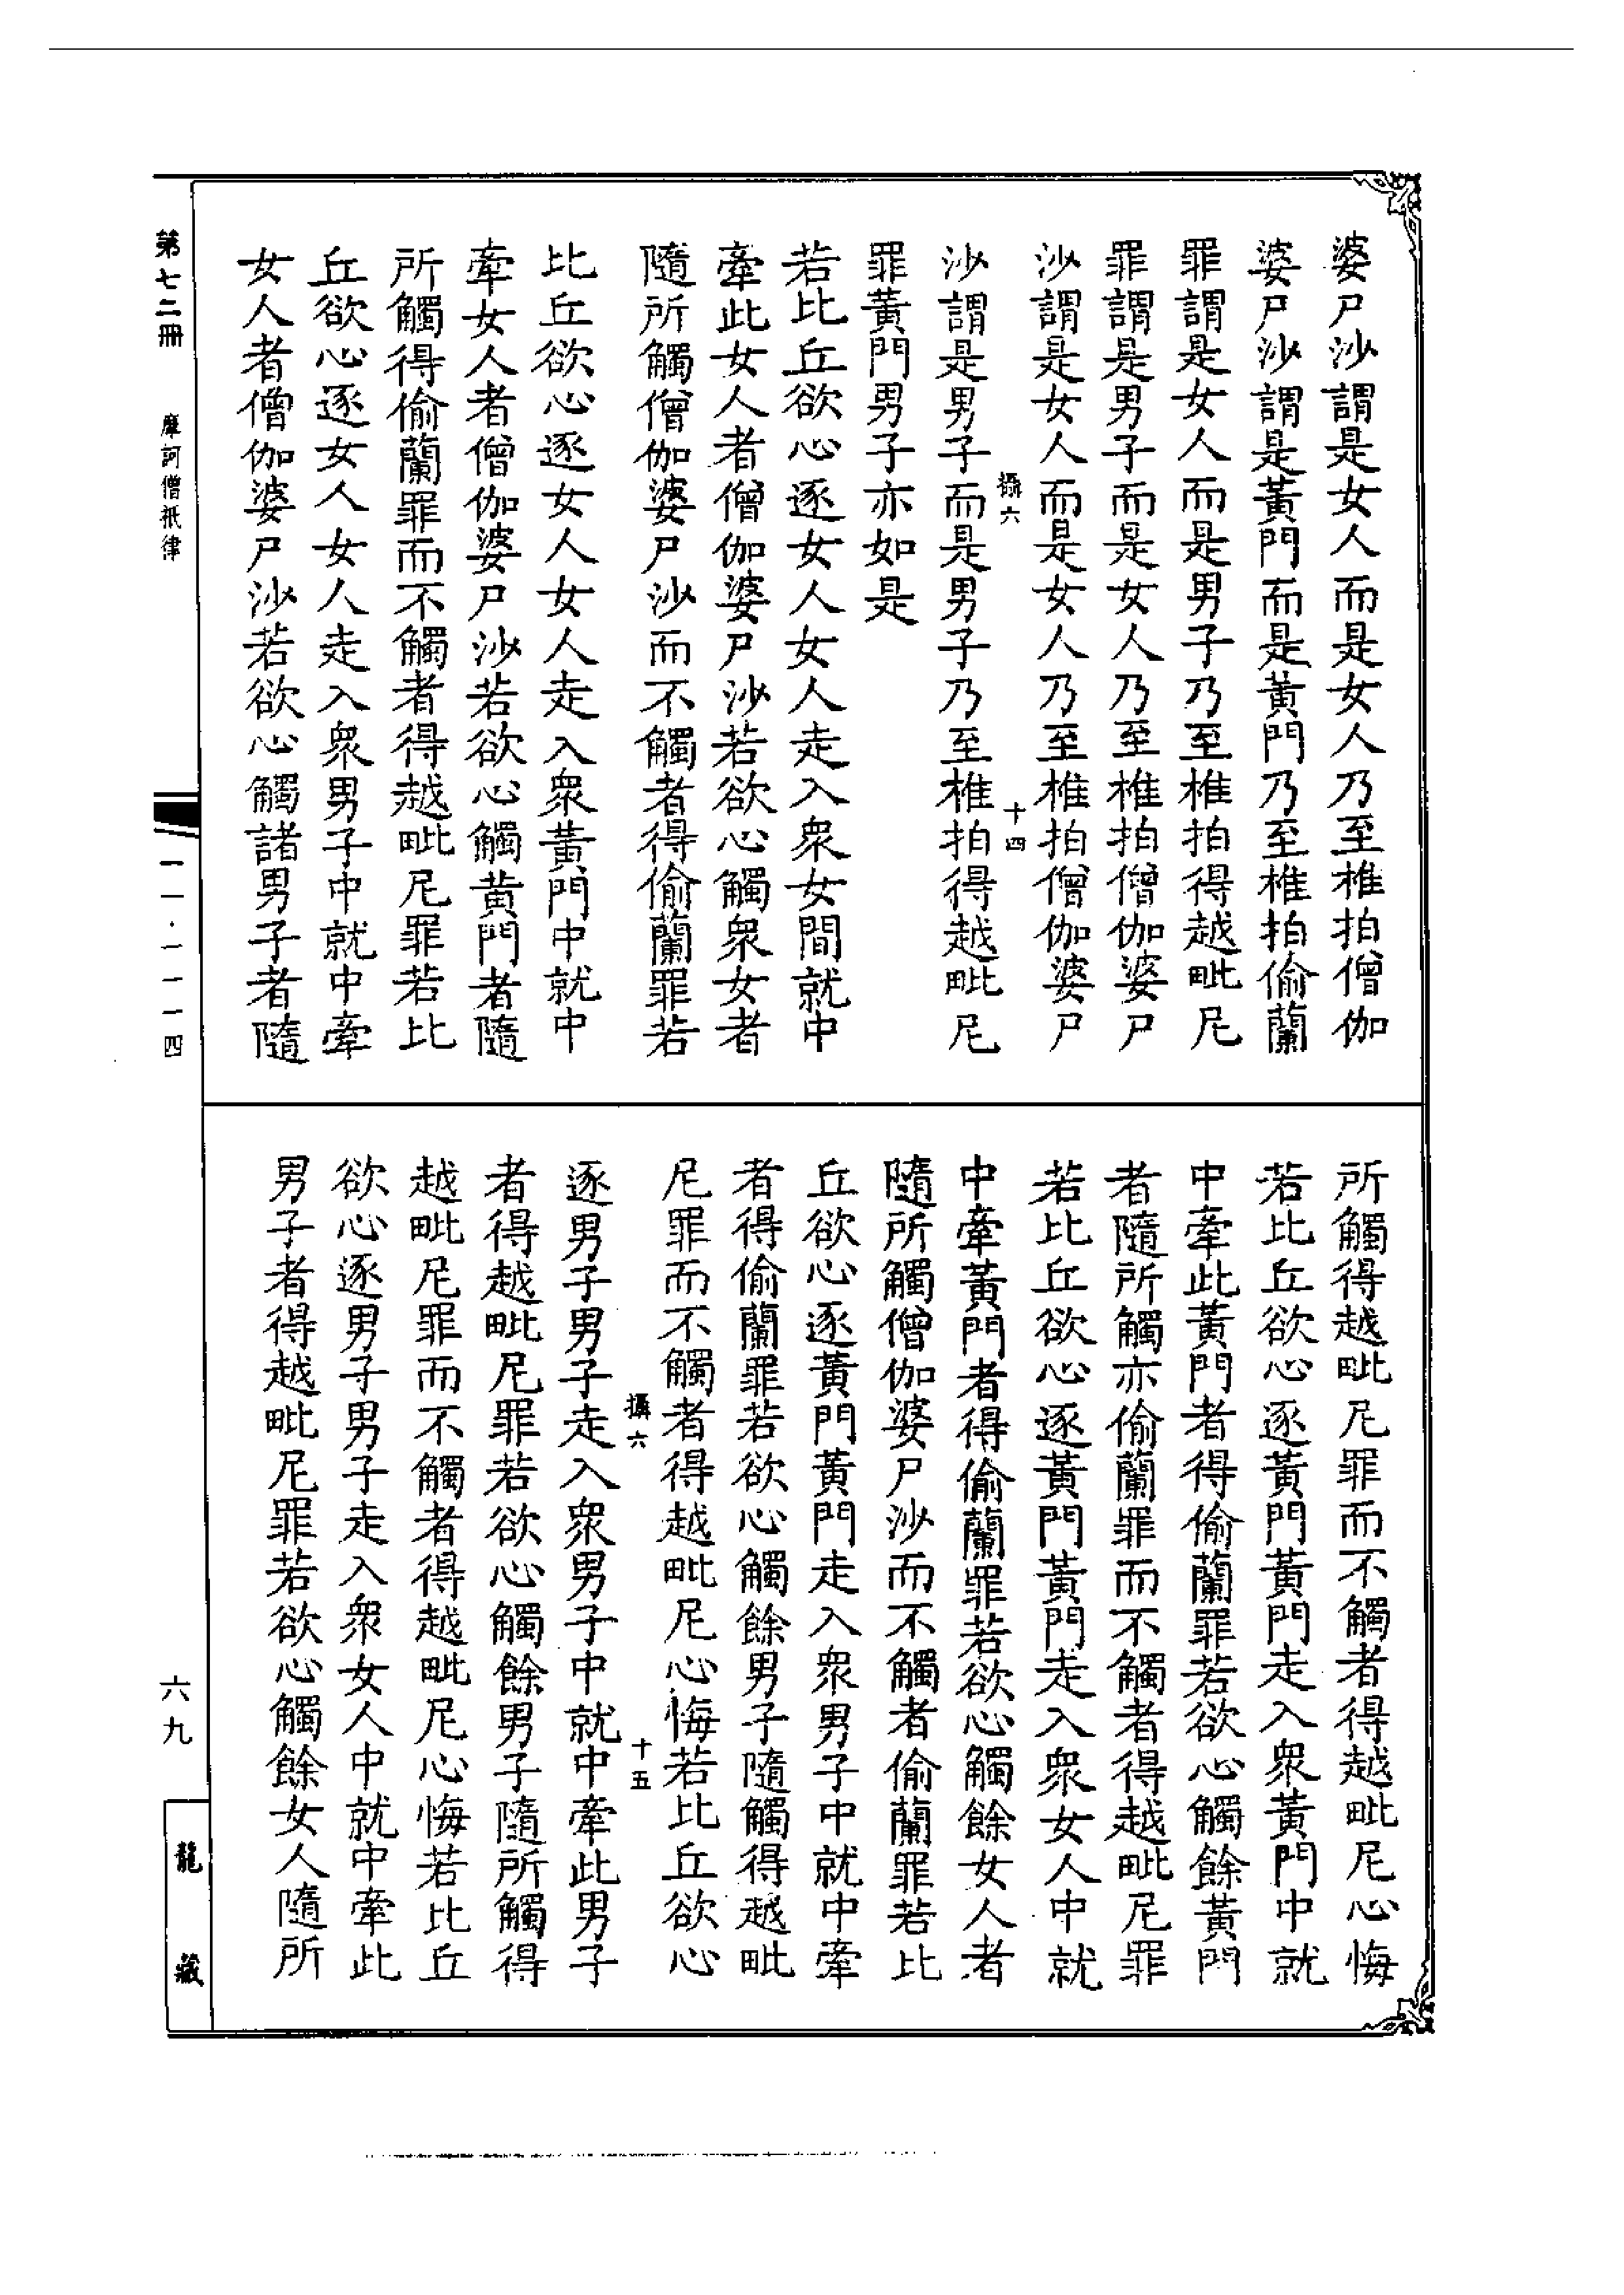 婆尸沙謂是女人而是女人乃至椎拍僧伽
婆尸沙謂是黃門而是黃門乃至椎拍偷蘭
罪謂是女人而是男子乃至椎拍得越毗尼
罪謂是男子而是女人乃至椎拍僧伽婆尸
沙謂是女人而是女人乃至椎拍僧伽婆尸
攝六
十四
沙謂是男子而是男子乃至椎拍得越毗尼
罪黃門男子亦如是
若比丘欲心逐女人女人走入眾女間就中
牽此女人者僧伽婆尸沙若欲心觸眾女者
隨所觸僧伽婆尸沙而不觸者得偷蘭罪若
比丘欲心逐女人女人走入眾黃門中就中
牽女人者僧伽婆尸沙若欲心觸黃門者隨
所觸得偷蘭罪而不觸者得越毗尼罪若比
丘欲心逐女人女人走入眾男子中就中牽
女人者僧伽婆尸沙若欲心觸諸男子者隨
所觸得越毗尼罪而不觸者得越毗尼心悔
若比丘欲心逐黃門黃門走入眾黃門中就
中牽此黃門者得偷蘭罪若欲心觸餘黃門
者隨所觸亦偷蘭罪而不觸者得越毗尼罪
若比丘欲心逐黃門黃門走入眾女人中就
中牽黃門者得偷蘭罪若欲心觸餘女人者
隨所觸僧伽婆尸沙而不觸者偷蘭罪若比
丘欲心逐黃門黃門走入眾男子中就中牽
者得偷蘭罪若欲心觸餘男子隨觸得越毗
尼罪而不觸者得越毗尼心悔若比丘欲心
攝六
十五
逐男子男子走入眾男子中就中牽此男子
者得越毗尼罪若欲心觸餘男子隨所觸得
越毗尼罪而不觸者得越毗尼心悔若比丘
欲心逐男子男子走入眾女人中就中牽此
男子者得越毗尼罪若欲心觸餘女人隨所
第七二冊
摩訶僧祇律
一一·一一一四
六九
龍藏